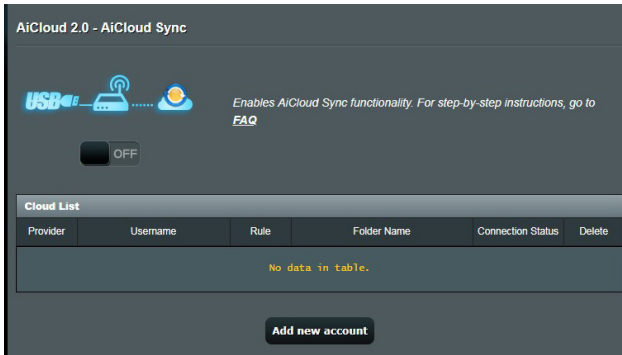 AiCloud 2.0 - AiCloud Sync
USB
Enables AiCloud Sync functionality. For step-by-step instructions, go to
FAQ
OFF
Cloud List
Provider Username Rule Folder Name Connection Status Delete
No data in table.
Add new account